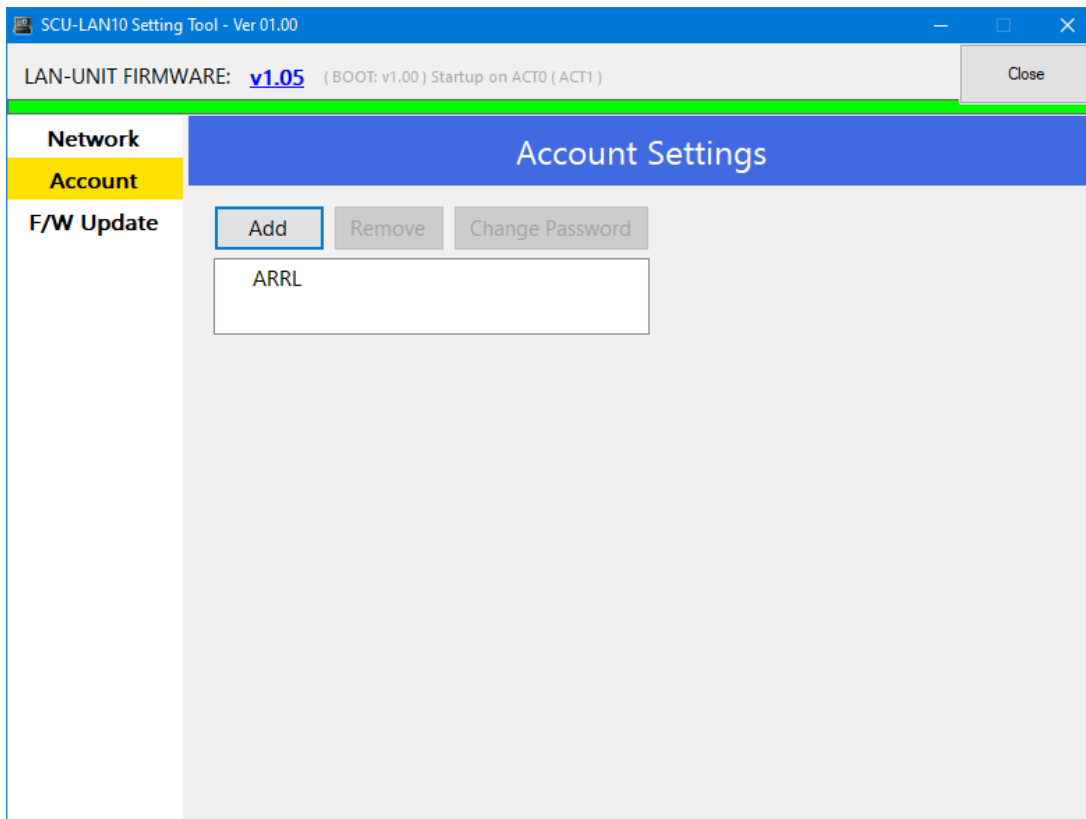 SCU-LAN10 Setting Tool - Ver 01.00
LAN-UNIT FIRMWARE: v1.05 ( BOOT: v1.00 ) Startup on ACT0 ( ACT1 )
Close
Network
Account
F/W Update
Account Settings
Add Remove Change Password
ARRL